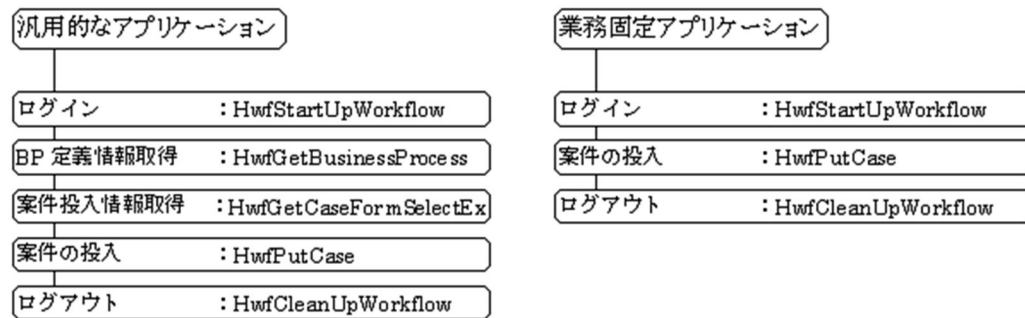 汎用的なアプリケーション
ログイン :HwfStartUpWorkflow
BP 定義情報取得 :HwfGetBusinessProcess
案件投入情報取得 :HwfGetCaseFormSelectEx
案件の投入 :HwfPutCase
ログアウト :HwfCleanUpWorkflow
業務固定アプリケーション
ログイン :HwfStartUpWorkflow
案件の投入 :HwfPutCase
ログアウト :HwfCleanUpWorkflow